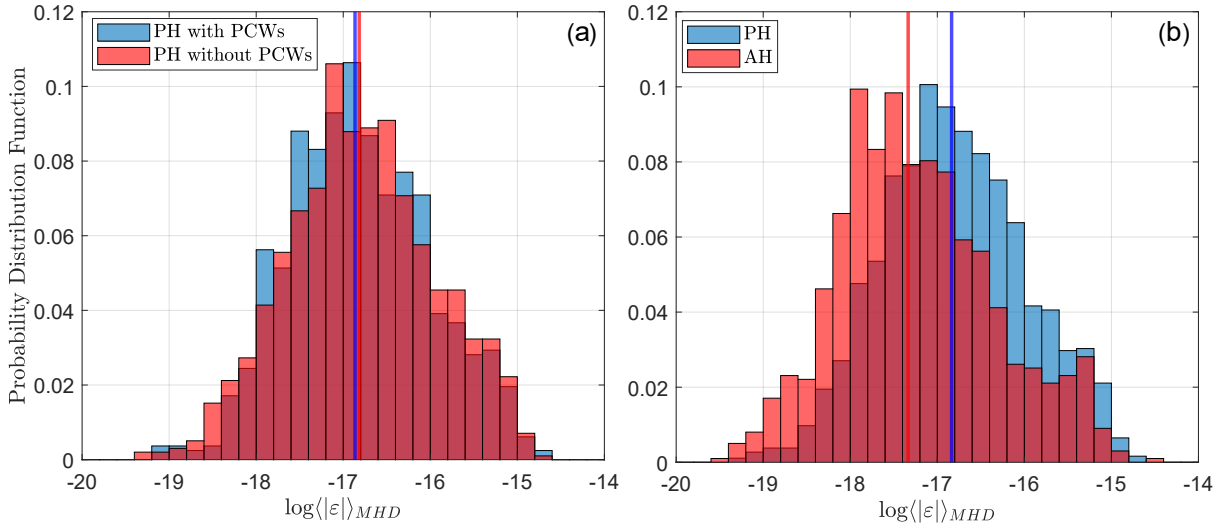 0.12
0.1
0.08
0.06
0.04
0.02
0
Probability Distribution Function
PH with PCWs
PH without PCWs
(a)
-20 -19 -18 -17 -16 -15 -14
log⟨|ε|⟩MHD
0.12
0.1
0.08
0.06
0.04
0.02
0
PH
AH
(b)
-20 -19 -18 -17 -16 -15 -14
log⟨|ε|⟩MHD